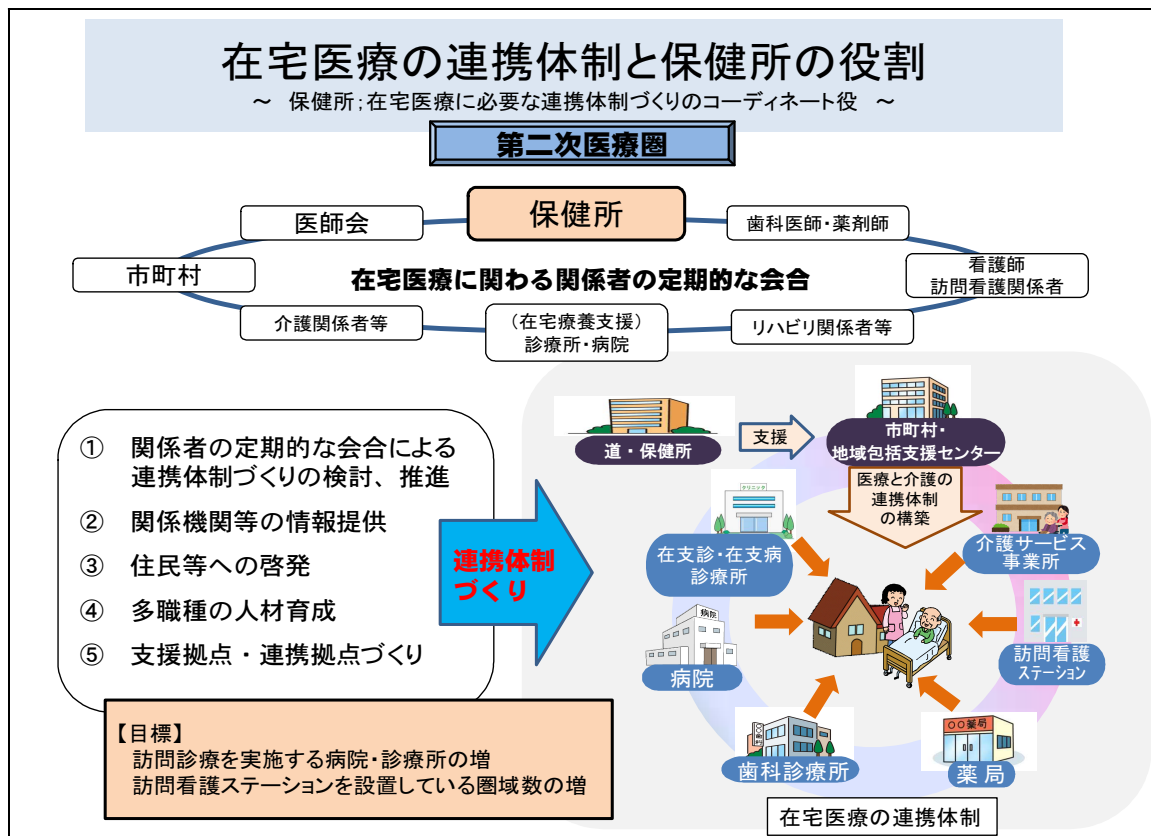 在宅医療の連携体制と保健所の役割
～ 保健所；在宅医療に必要な連携体制づくりのコーディネート役 ～
第二次医療圏
保健所
医師会
歯科医師・薬剤師
市町村
在宅医療に関わる関係者の定期的な会合
看護師
訪問看護関係者
介護関係者等
（在宅療養支援）
診療所・病院
リハビリ関係者等
① 関係者の定期的な会合による
連携体制づくりの検討、推進
② 関係機関等の情報提供
③ 住民等への啓発
④ 多職種の人材育成
⑤ 支援拠点・連携拠点づくり
【目標】
訪問診療を実施する病院・診療所の増
訪問看護ステーションを設置している圏域数の増
連携体制
づくり
道・保健所
支援
市町村・
地域包括支援センター
医療と介護の
連携体制
の構築
クリニック
在支診・在支病
診療所
介護サービス
事業所
病院
病院
訪問看護
ステーション
〇〇歯科
歯科診療所
〇〇薬局
薬局
在宅医療の連携体制